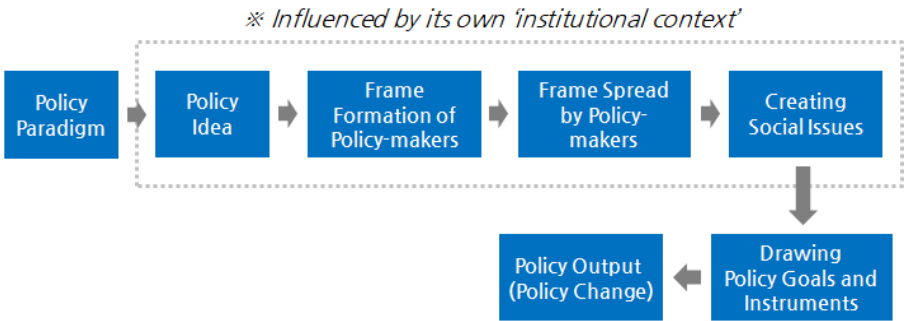 ※ Influenced by its own ‘institutional context’
Policy
Paradigm
Policy
Idea
Frame
Formation of
Policy-makers
Frame Spread
by Policy-
makers
Creating
Social Issues
Drawing
Policy Goals and
Instruments
Policy Output
(Policy Change)